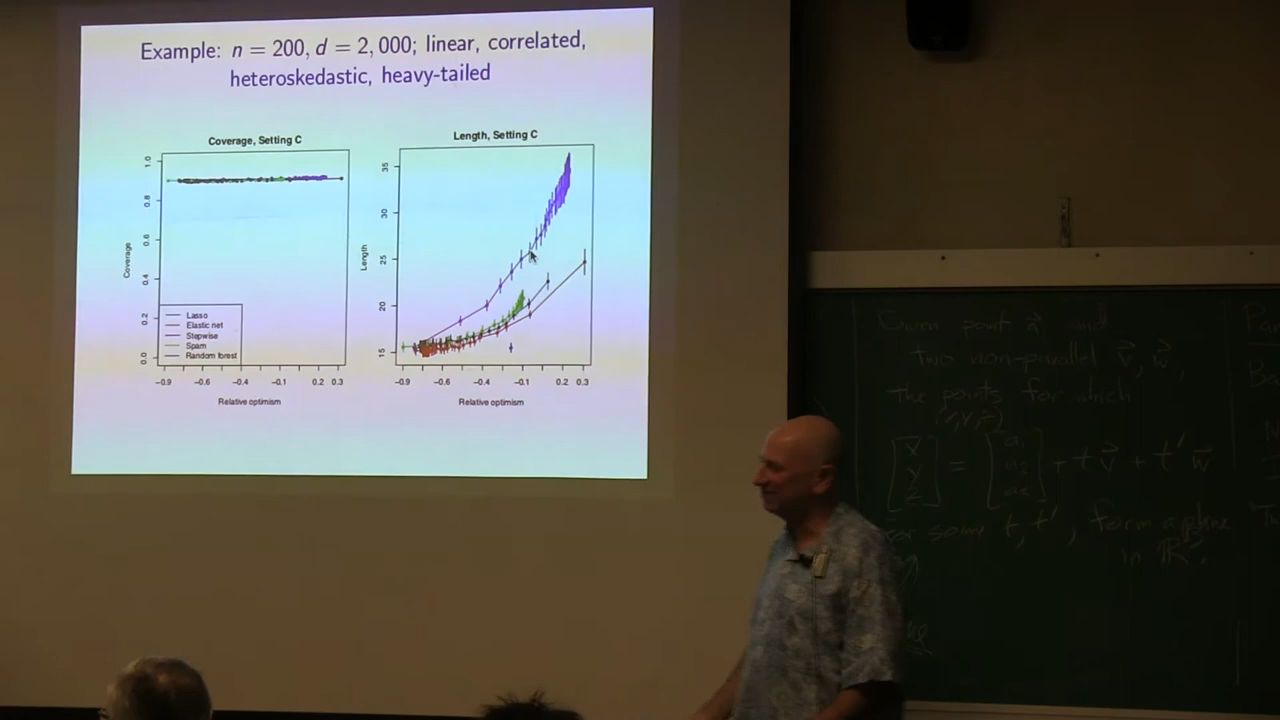 Example: n = 200, d = 2,000; linear, correlated,
heteroskedastic, heavy-tailed
Coverage, Setting C
Coverage
1.0
0.8
0.6
0.4
0.2
0.0
Lasso
Elastic net
Stepwise
Spam
Random forest
−0.9 −0.6 −0.4 −0.1 0.2 0.3
Relative optimism
Length, Setting C
Length
35
30
25
20
15
−0.9 −0.6 −0.4 −0.1 0.2 0.3
Relative optimism
Given point a⃗ and
two non-parallel v⃗, w⃗,
the points for which
= + t v⃗ + t′ w⃗
for some t, t′, form a plane
in